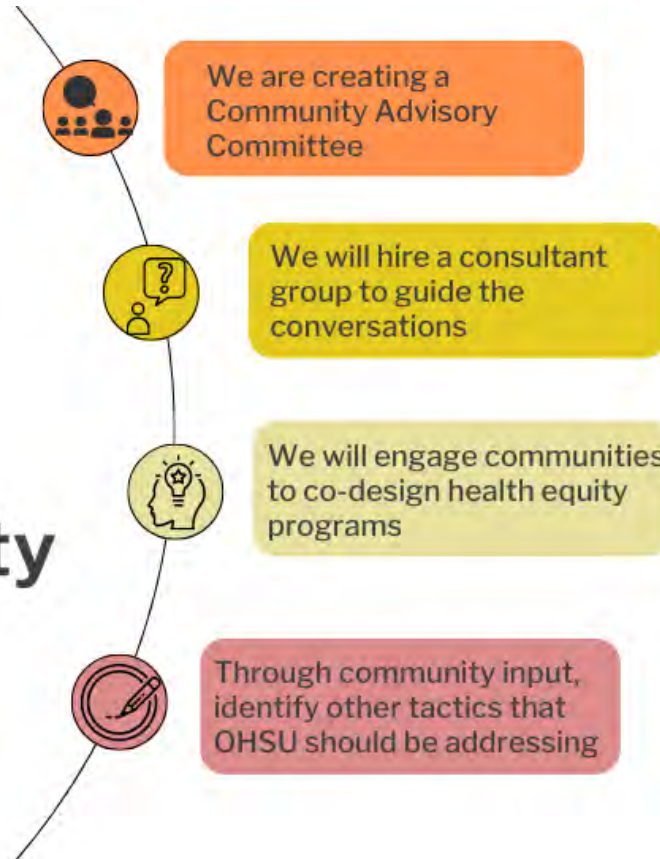 We are creating a
Community Advisory
Committee
?
We will hire a consultant
group to guide the
conversations
We will engage communities
to co-design health equity
programs
ty
Through community input,
identify other tactics that
OHSU should be addressing